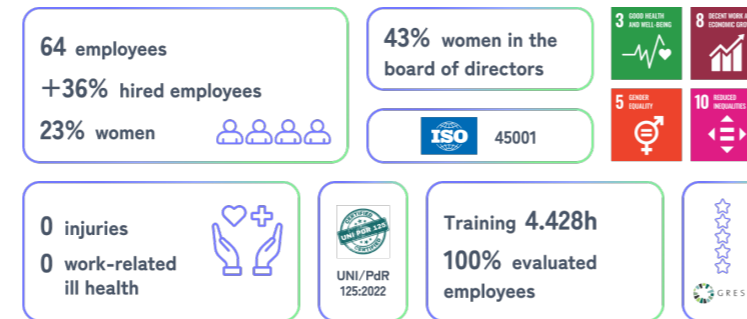 64 employees
+36% hired employees
23% women
43% women in the
board of directors
ISO
45001
3 GOOD HEALTH
AND WELL-BEING
8 DECENT WORK
ECONOMIC
5 GENDER
EQUALITY
10 REDUCED
INEQUALITIES
0 injuries
0 work-related
ill health
CERTIFIED
UNI PDR 125
CERTIFIED
UNI/PdR
125:2022
Training 4.428h
100% evaluated
employees
GRES